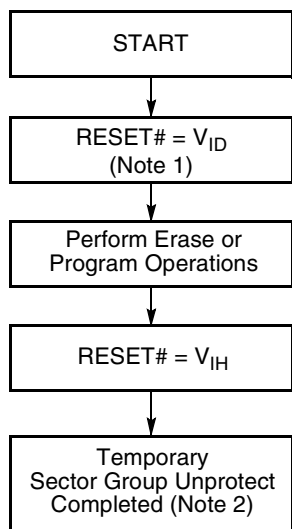 START
RESET# = VID
(Note 1)
Perform Erase or
Program Operations
RESET# = VIH
Temporary
Sector Group Unprotect
Completed (Note 2)